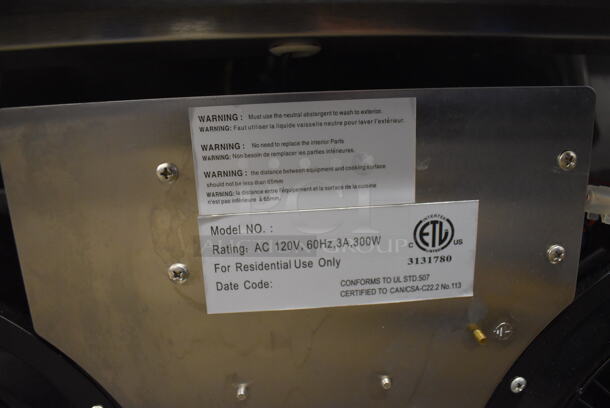 WARNING: Must use the neutral abstergent to wash te exterior.
WARNING: Faut utiliser la liquide vaisselle neutre pour laver l'extérieur.
WARNING: No need to replace the interior Parts
WARNING: Non besoin de remplacer les parties intérieures.
WARNING: the distance between equipment and cooking surface
should not be less than 65mm
WARNING: la distance entre l'équipement et la surface de la cuisine
n'est pas inférieure à 65mm.
Model NO. :
Rating: AC 120V, 60Hz, 3A, 300W
For Residential Use Only
Date Code:
INTERTEK
C ETL US
LISTED
3131780
CONFORMS TO UL STD.507
CERTIFIED TO CAN/CSA-C22.2 No.113